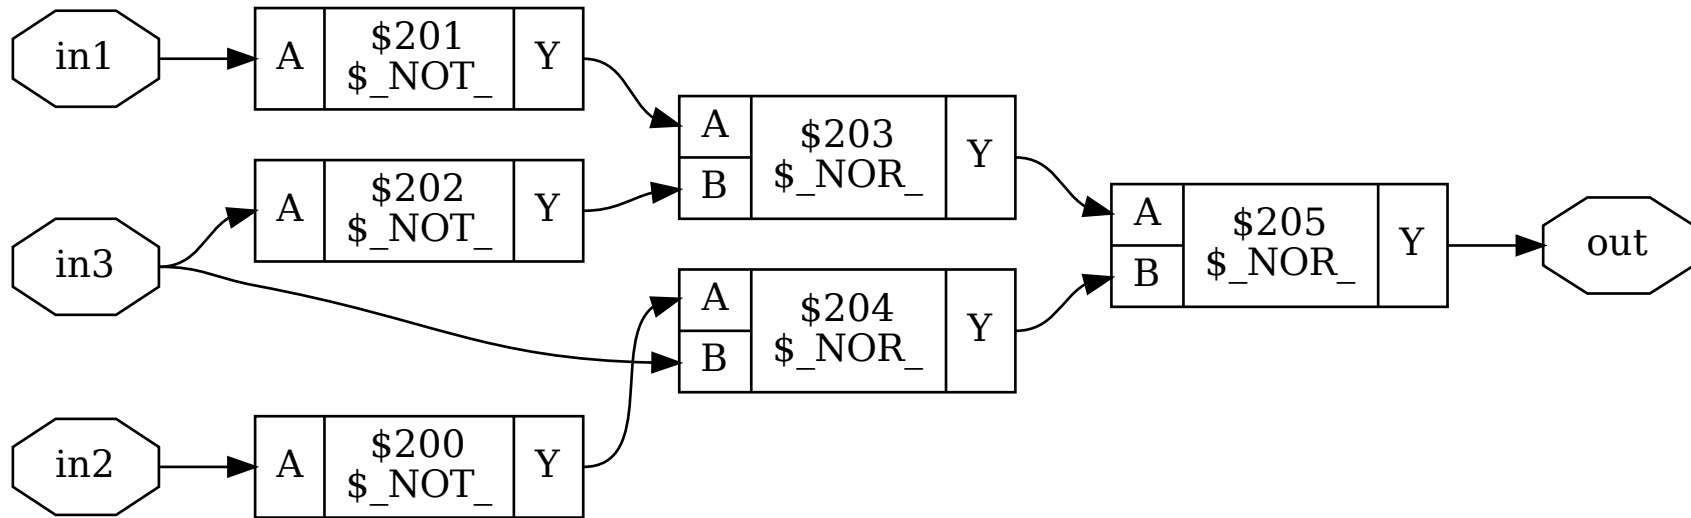 in1
A
$201
$_NOT_
Y
in3
A
$202
$_NOT_
Y
in2
A
$200
$_NOT_
Y
A
B
$203
$_NOR_
Y
A
B
$204
$_NOR_
Y
A
B
$205
$_NOR_
Y
out